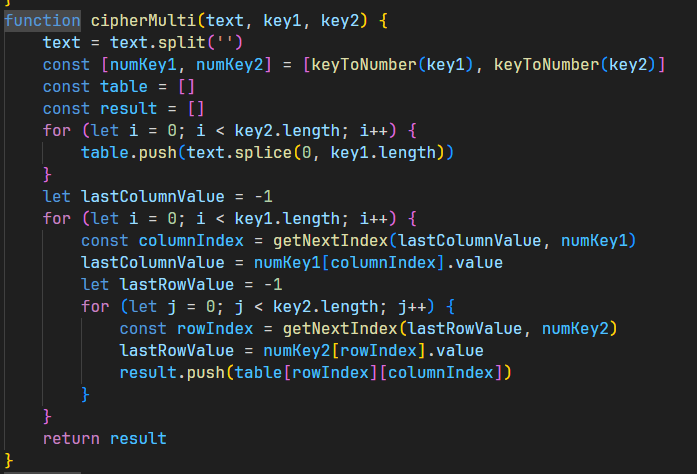 }
function cipherMulti(text, key1, key2) {
    text = text.split('')
    const [numKey1, numKey2] = [keyToNumber(key1), keyToNumber(key2)]
    const table = []
    const result = []
    for (let i = 0; i < key2.length; i++) {
        table.push(text.splice(0, key1.length))
    }
    let lastColumnValue = -1
    for (let i = 0; i < key1.length; i++) {
        const columnIndex = getNextIndex(lastColumnValue, numKey1)
        lastColumnValue = numKey1[columnIndex].value
        let lastRowValue = -1
        for (let j = 0; j < key2.length; j++) {
            const rowIndex = getNextIndex(lastRowValue, numKey2)
            lastRowValue = numKey2[rowIndex].value
            result.push(table[rowIndex][columnIndex])
        }
    }
    return result
}